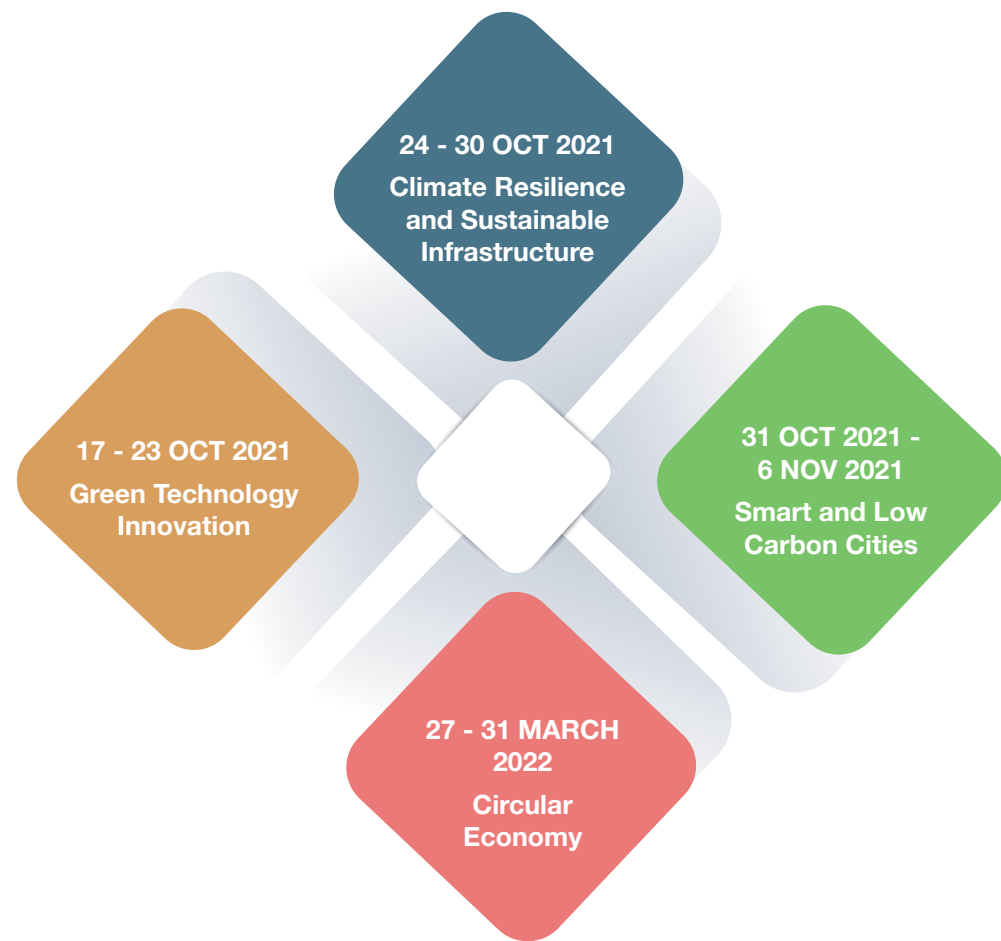 24 - 30 OCT 2021
Climate Resilience
and Sustainable
Infrastructure
17 - 23 OCT 2021
Green Technology
Innovation
31 OCT 2021 -
6 NOV 2021
Smart and Low
Carbon Cities
27 - 31 MARCH
2022
Circular
Economy